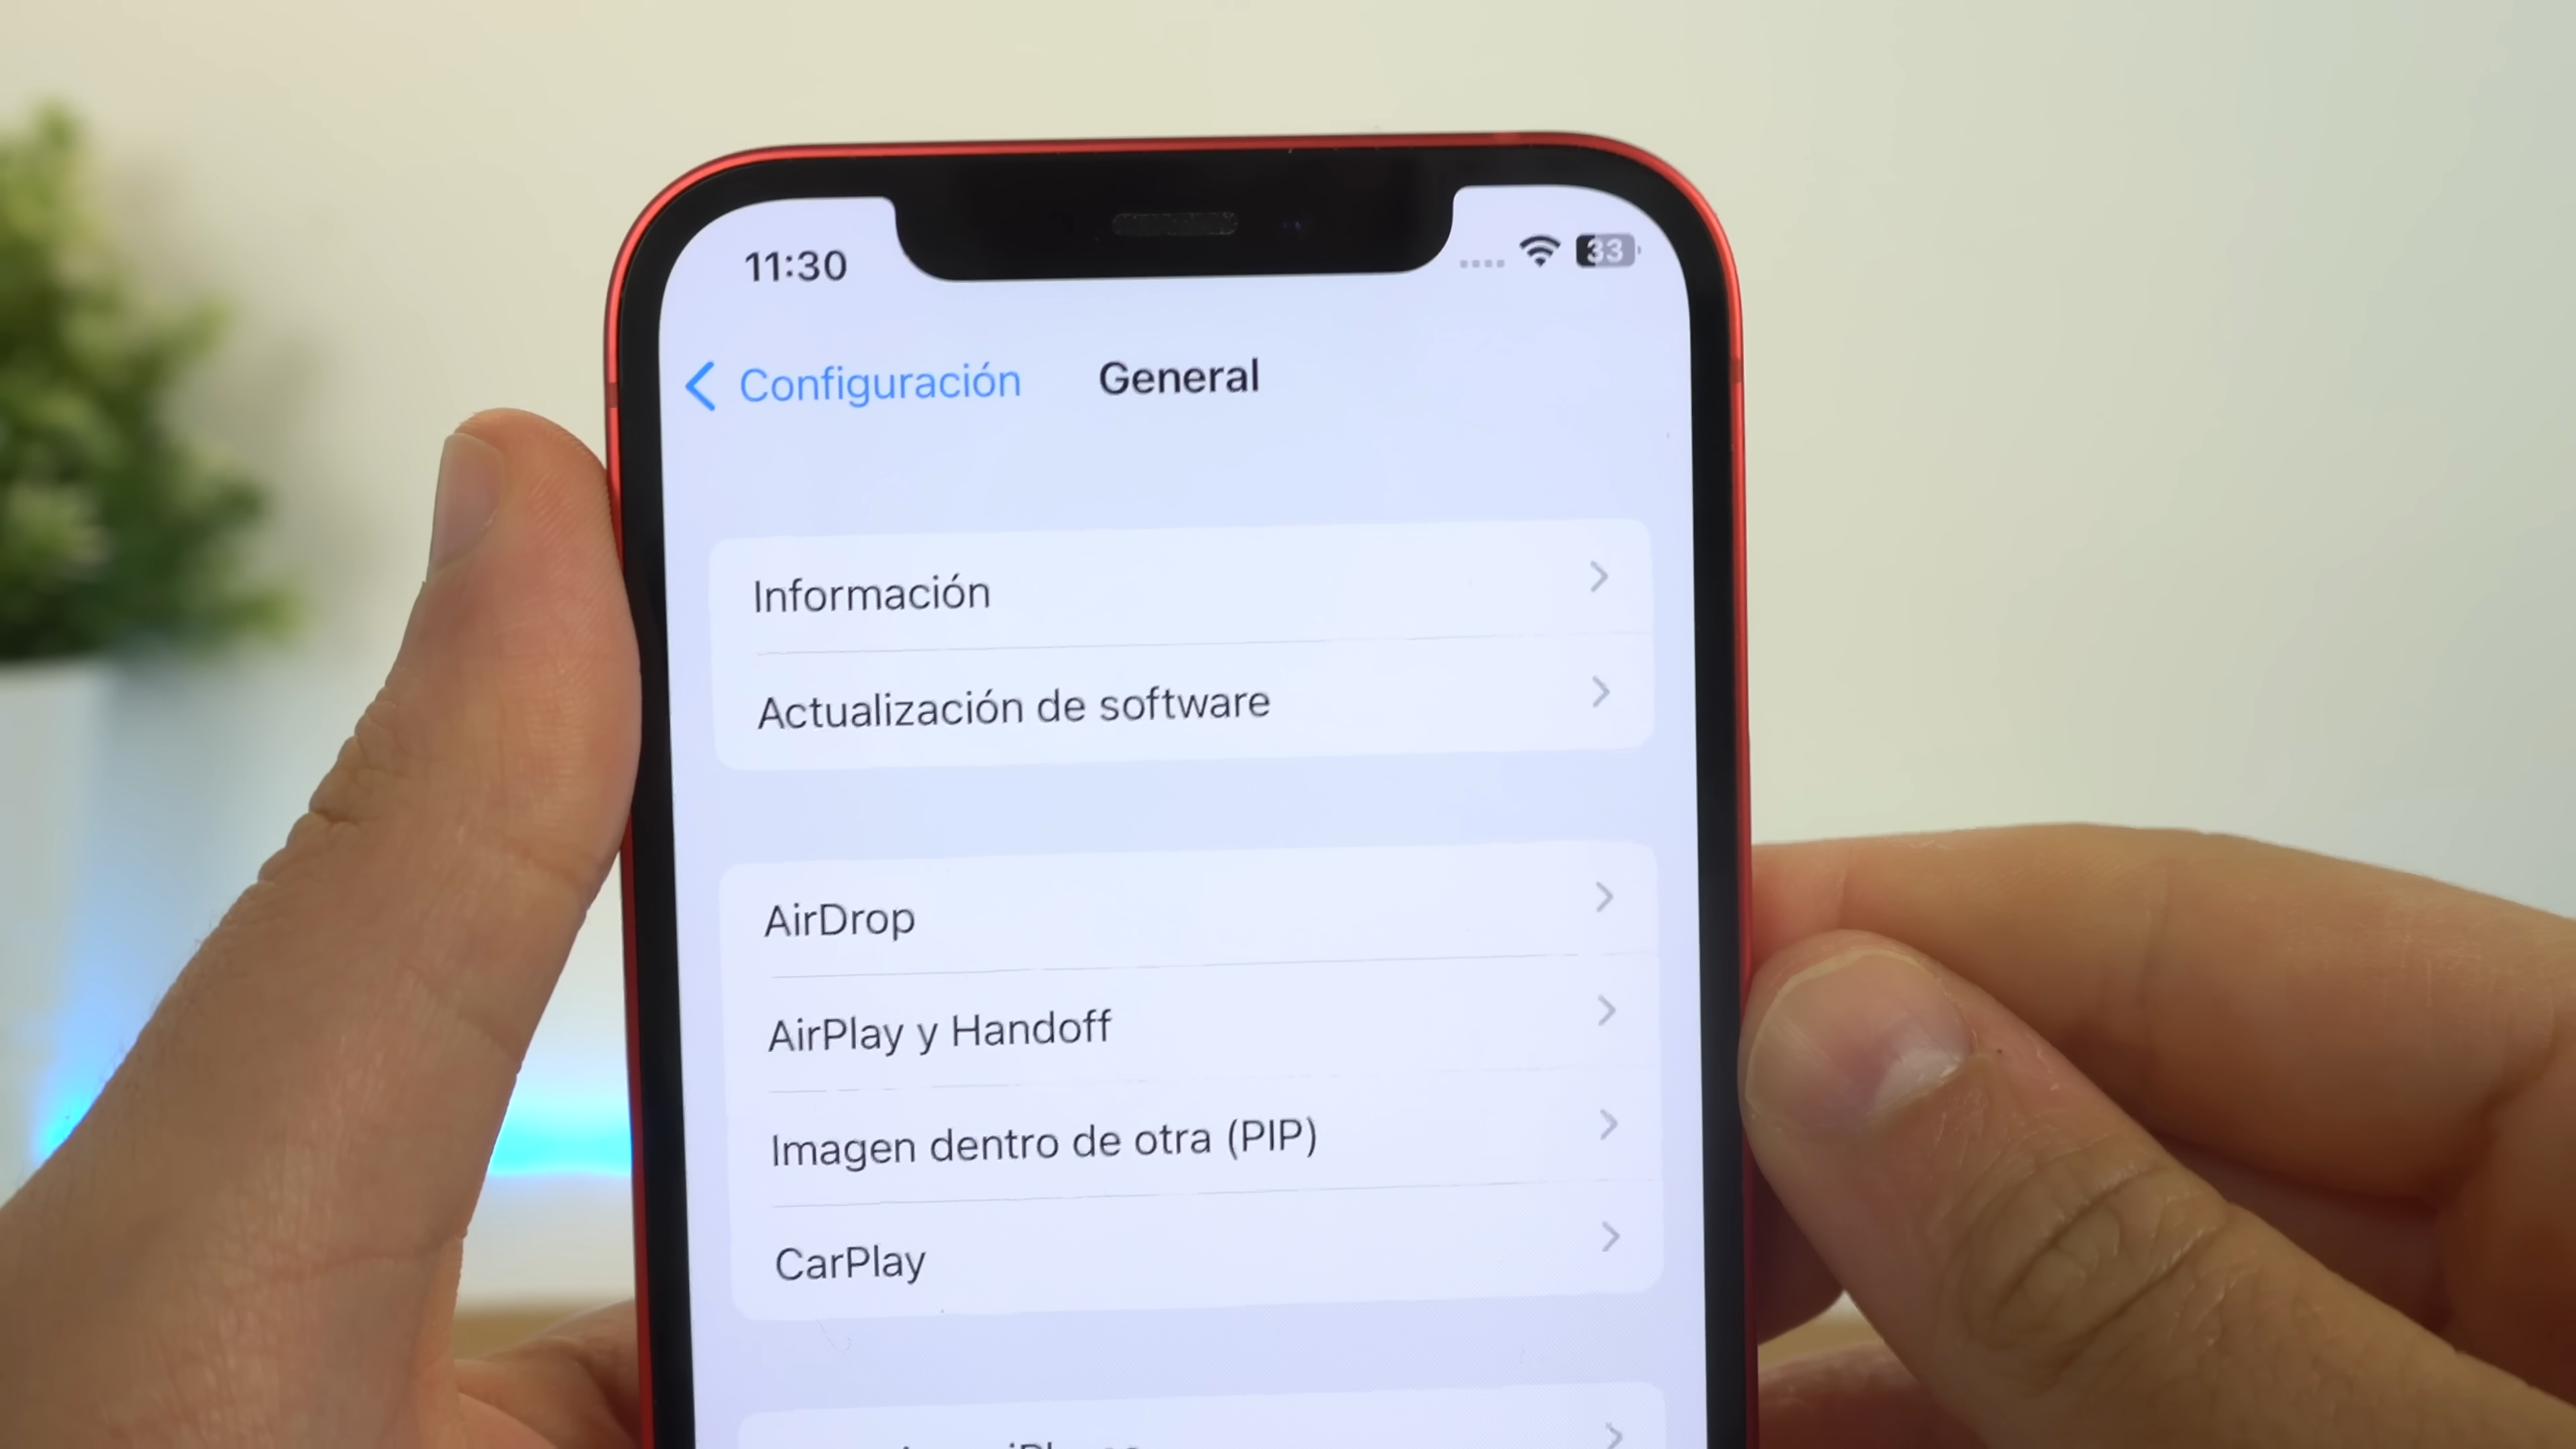 11:30
33
Configuración
General
Información
Actualización de software
AirDrop
AirPlay y Handoff
Imagen dentro de otra (PIP)
CarPlay